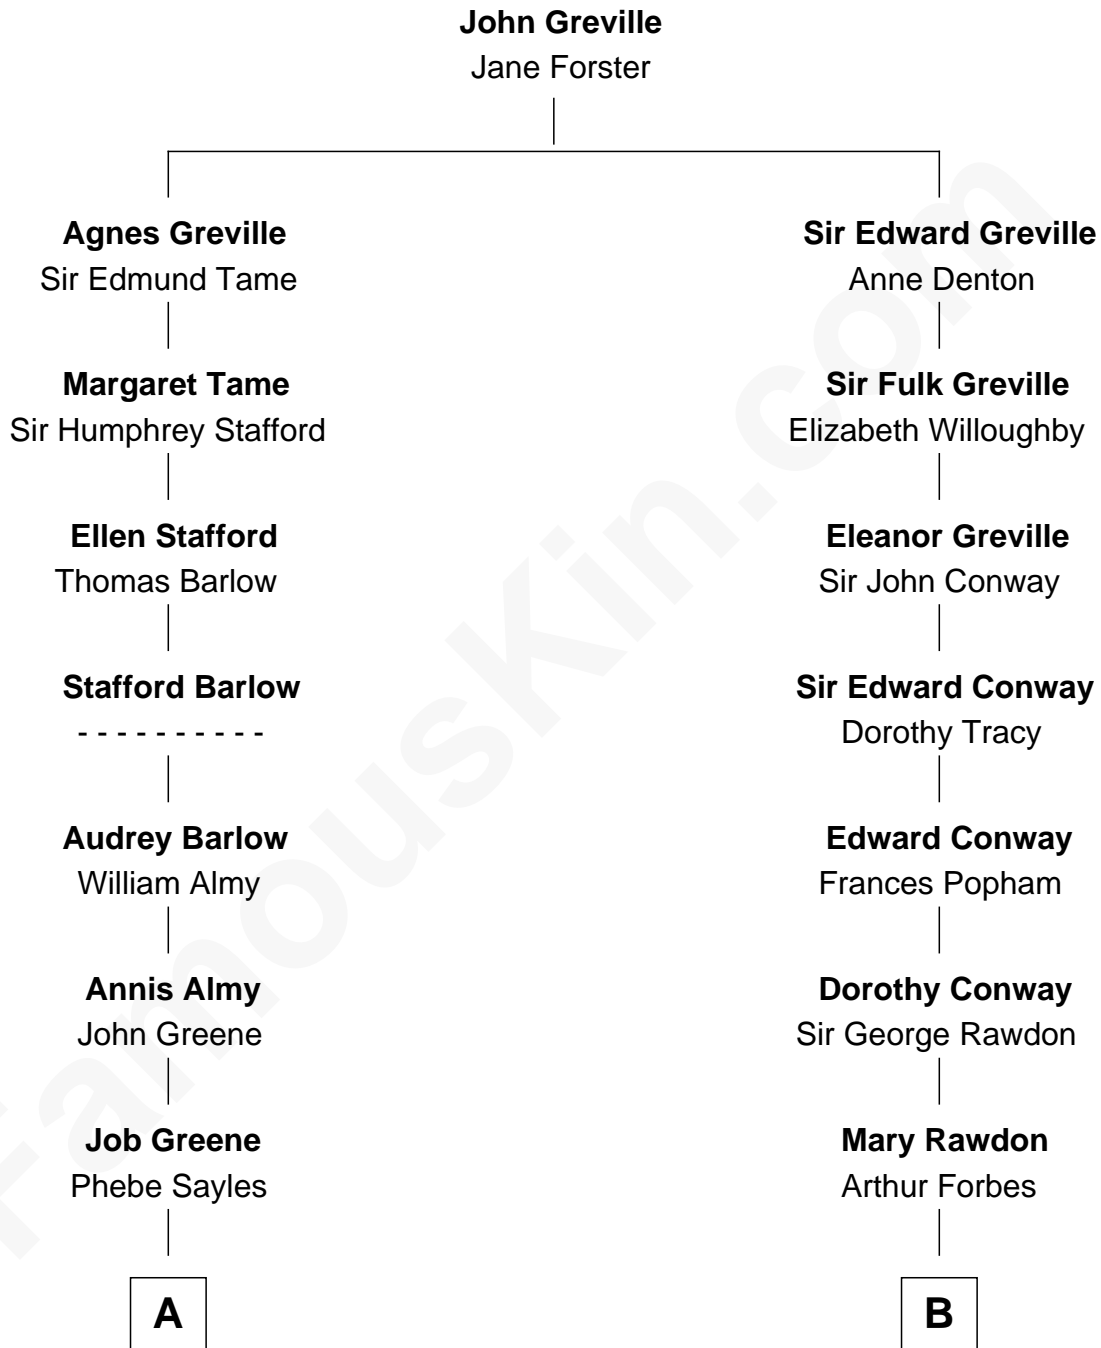 John Greville
Jane Forster
Agnes Greville
Sir Edmund Tame
Sir Edward Greville
Anne Denton
Margaret Tame
Sir Humphrey Stafford
Sir Fulk Greville
Elizabeth Willoughby
Ellen Stafford
Thomas Barlow
Eleanor Greville
Sir John Conway
Stafford Barlow
- - - - - - - - - -
Sir Edward Conway
Dorothy Tracy
Audrey Barlow
William Almy
Edward Conway
Frances Popham
Annis Almy
John Greene
Dorothy Conway
Sir George Rawdon
Job Greene
Phebe Sayles
Mary Rawdon
Arthur Forbes
A
B
FamousKin.com